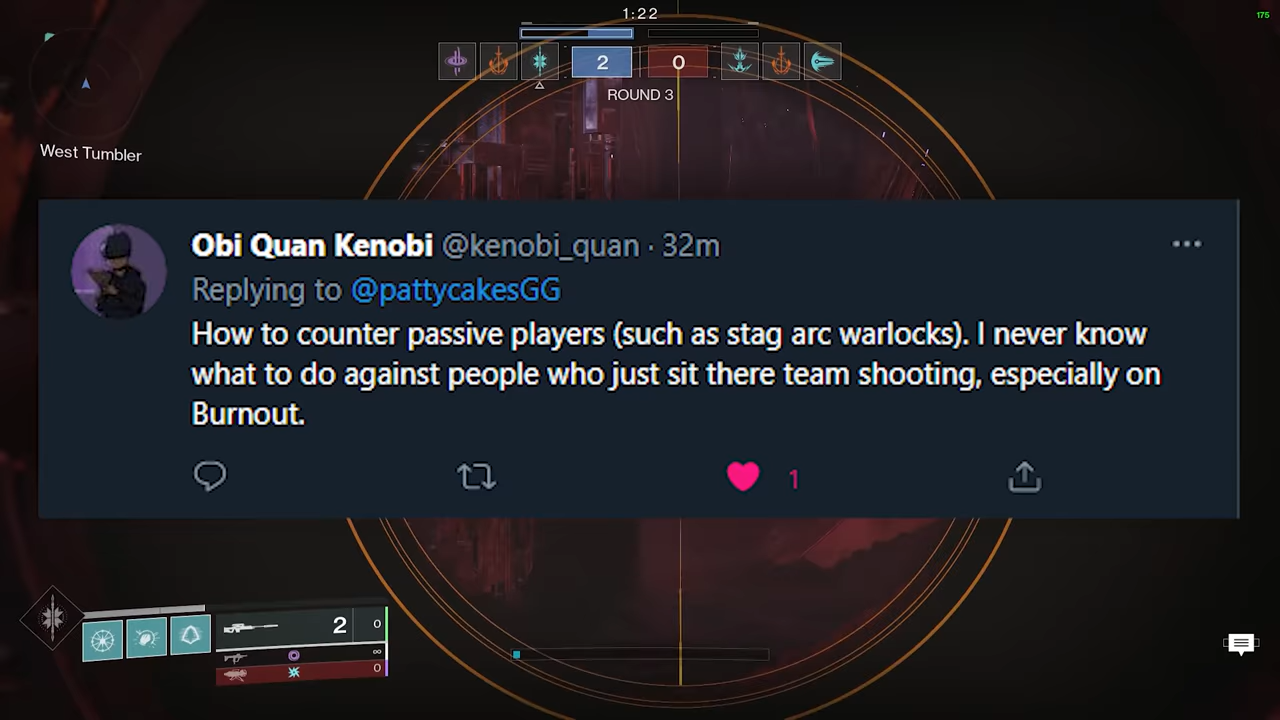 1:22
175
2
0
ROUND 3
West Tumbler
Obi Quan Kenobi @kenobi_quan · 32m
Replying to @pattycakesGG
How to counter passive players (such as stag arc warlocks). I never know
what to do against people who just sit there team shooting, especially on
Burnout.
1
2 0
∞
0